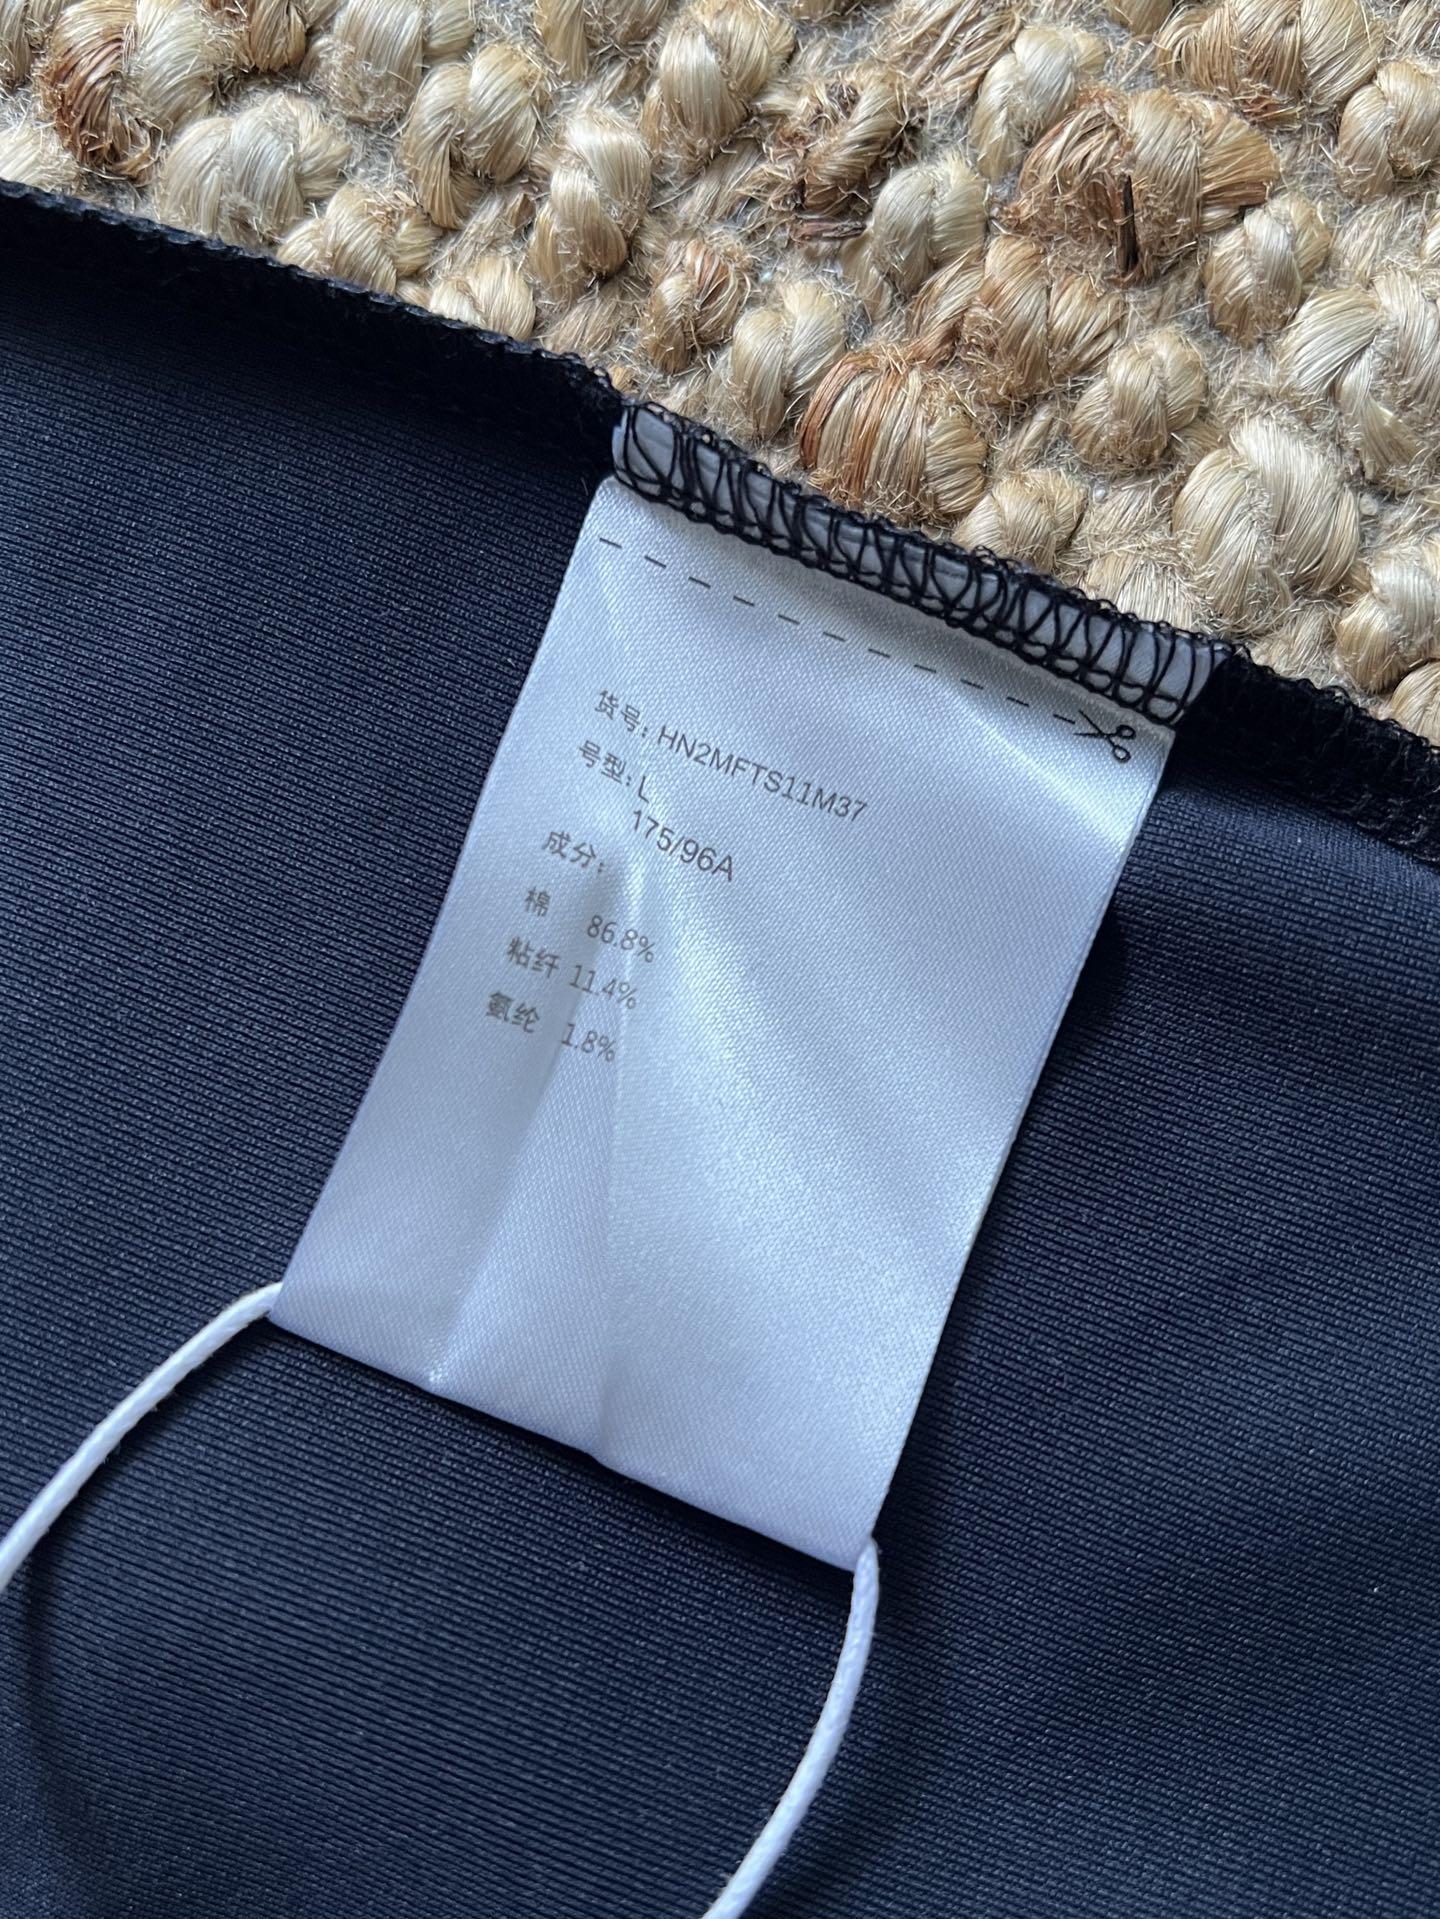 货号: HN2MFTS11M37
号型: L
175/96A
成分:
棉 86.8%
粘纤 11.4%
氨纶 1.8%